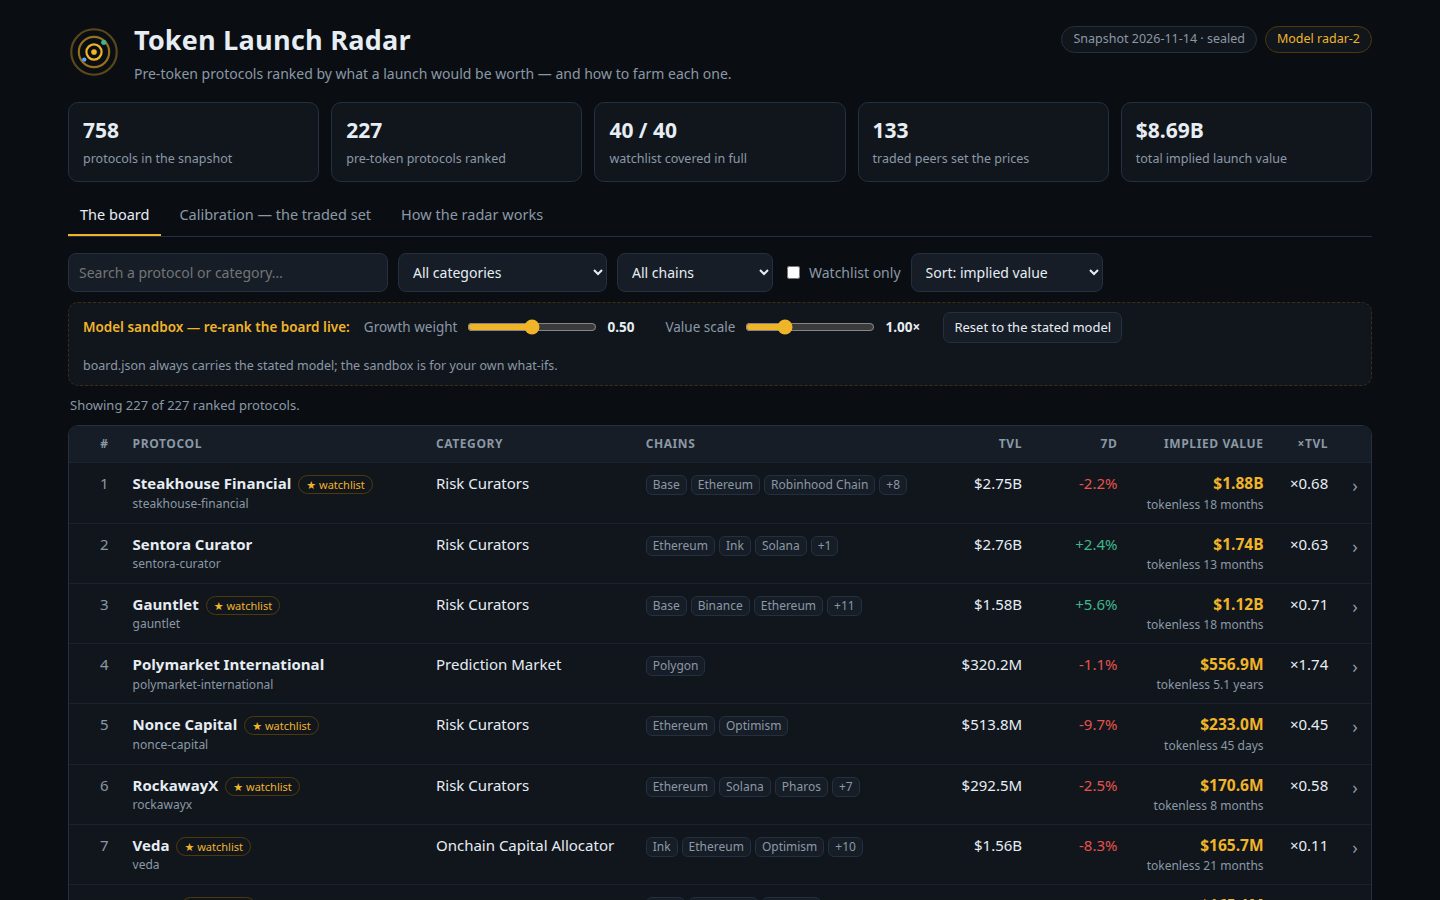 Token Launch Radar
Pre-token protocols ranked by what a launch would be worth — and how to farm each one.
Snapshot 2026-11-14 · sealed
Model radar-2
758
protocols in the snapshot
227
pre-token protocols ranked
40 / 40
watchlist covered in full
133
traded peers set the prices
$8.69B
total implied launch value
The board
Calibration — the traded set
How the radar works
Search a protocol or category...
All categories
All chains
Watchlist only
Sort: implied value
Model sandbox — re-rank the board live: Growth weight 0.50 Value scale 1.00× Reset to the stated model
board.json always carries the stated model; the sandbox is for your own what-ifs.
Showing 227 of 227 ranked protocols.
# PROTOCOL CATEGORY CHAINS TVL 7D IMPLIED VALUE ×TVL
1 Steakhouse Financial ★ watchlist Risk Curators Base Ethereum Robinhood Chain +8 $2.75B -2.2% $1.88B ×0.68 ›
steakhouse-financial tokenless 18 months
2 Sentora Curator Risk Curators Ethereum Ink Solana +1 $2.76B +2.4% $1.74B ×0.63 ›
sentora-curator tokenless 13 months
3 Gauntlet ★ watchlist Risk Curators Base Binance Ethereum +11 $1.58B +5.6% $1.12B ×0.71 ›
gauntlet tokenless 18 months
4 Polymarket International Prediction Market Polygon $320.2M -1.1% $556.9M ×1.74 ›
polymarket-international tokenless 5.1 years
5 Nonce Capital ★ watchlist Risk Curators Ethereum Optimism $513.8M -9.7% $233.0M ×0.45 ›
nonce-capital tokenless 45 days
6 RockawayX ★ watchlist Risk Curators Ethereum Solana Pharos +7 $292.5M -2.5% $170.6M ×0.58 ›
rockawayx tokenless 8 months
7 Veda ★ watchlist Onchain Capital Allocator Ink Ethereum Optimism +10 $1.56B -8.3% $165.7M ×0.11 ›
veda tokenless 21 months